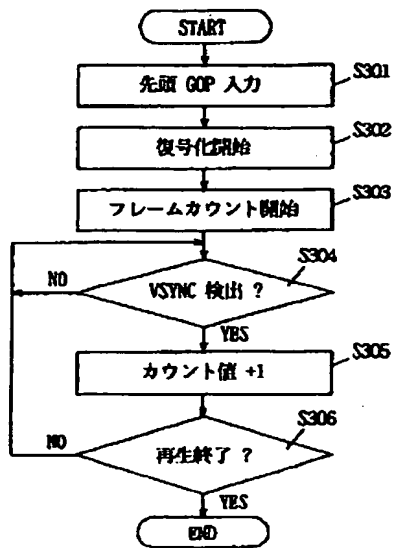 START
先頭 GOP 入力
S301
復号化開始
S302
フレームカウント開始
S303
VSYNC 検出 ?
S304
NO
YES
カウント値 +1
S305
再生終了 ?
S306
NO
YES
END